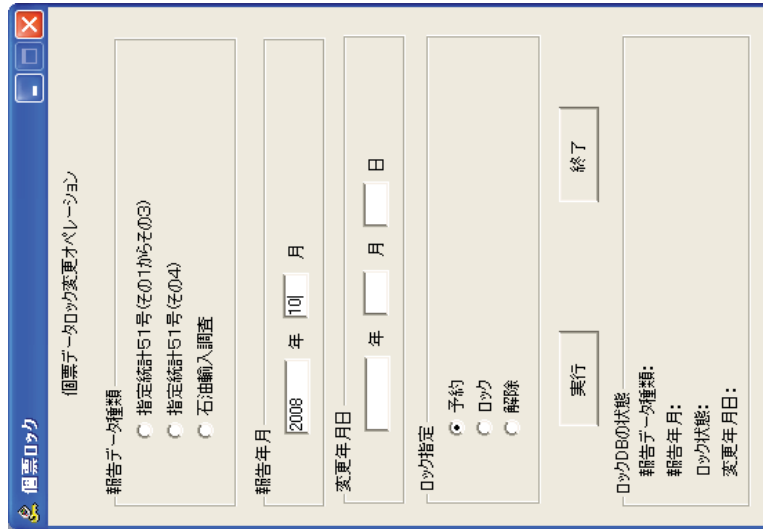 個票ロック
個票データロック変更オペレーション
報告データ種類
指定統計51号(その1からその3)
指定統計51号(その4)
石油輸入調査
報告年月
2008 年 10 月
変更年月日
年 月 日
ロック指定
予約
ロック
解除
実行 終了
ロックDBの状態
報告データ種類:
報告年月:
ロック状態:
変更年月日: